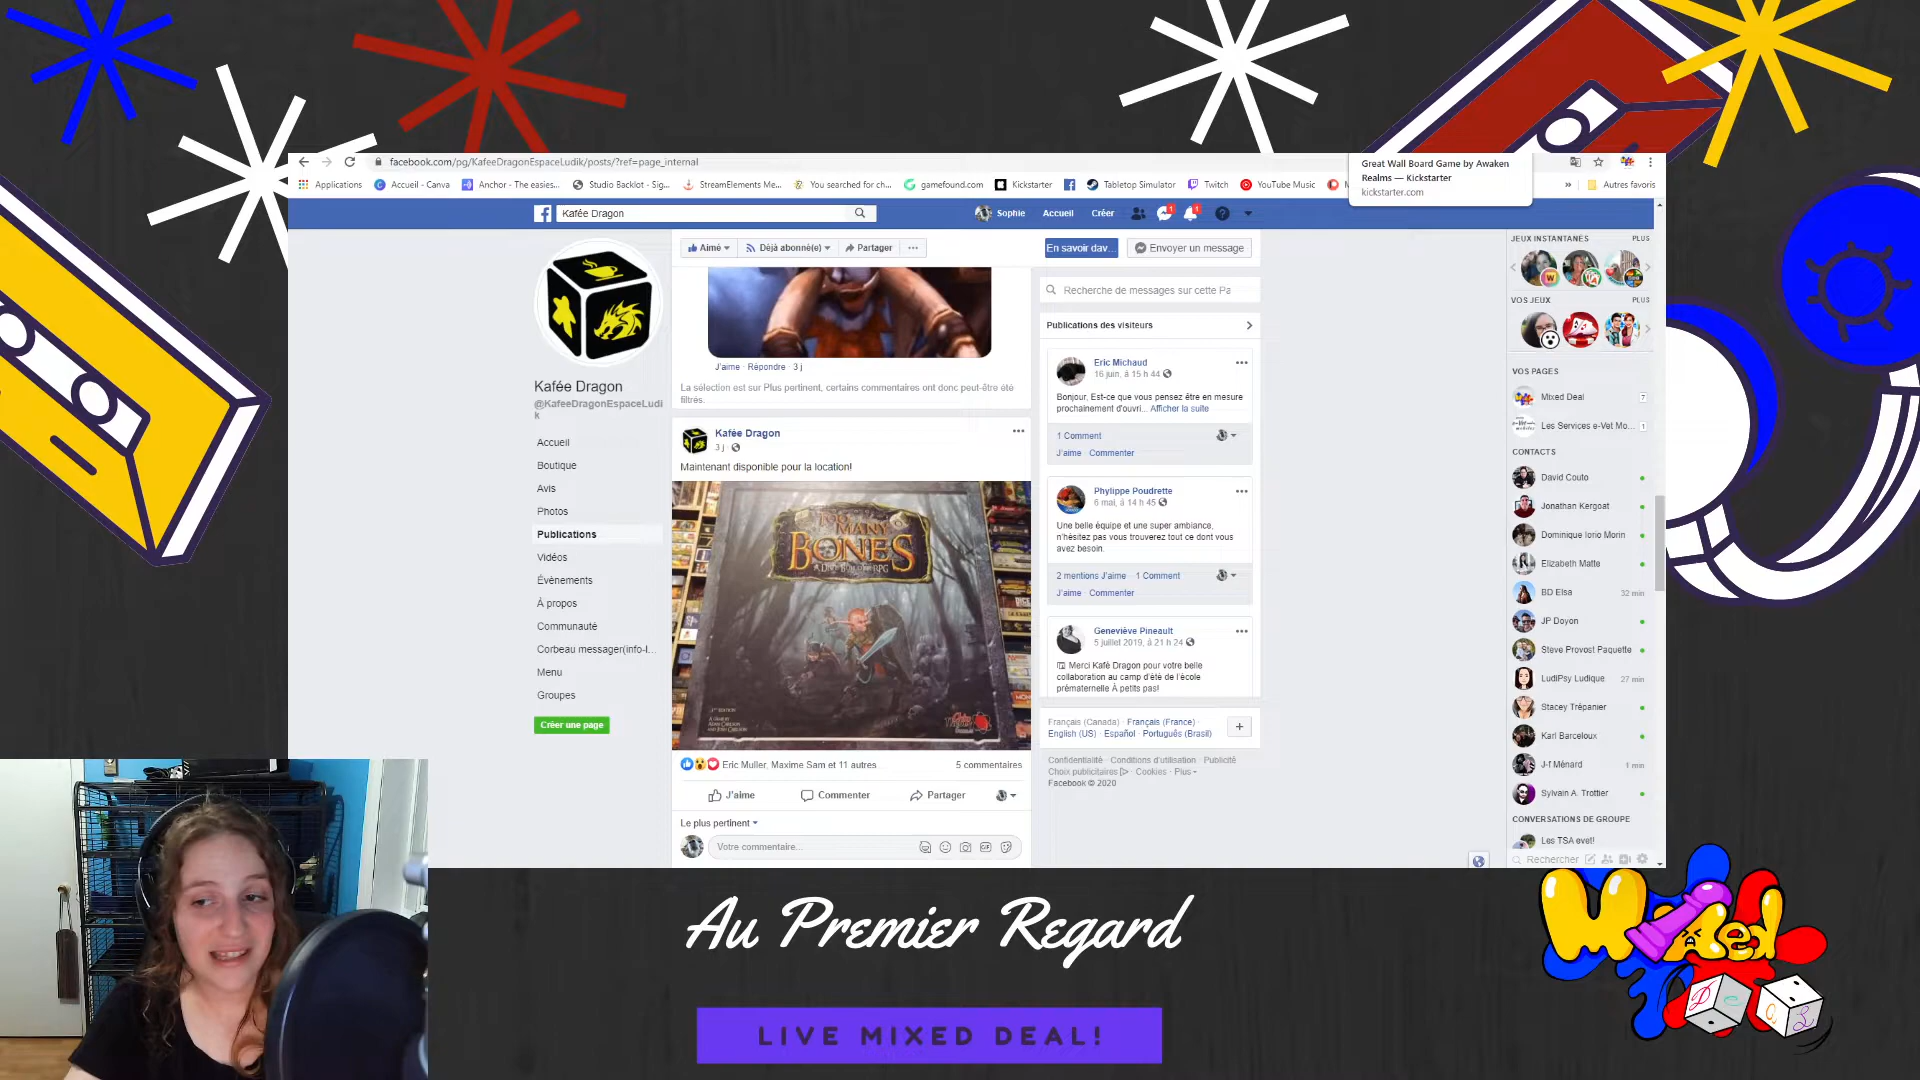 facebook.com/pg/KafeeDragonEspaceLudik/posts/?ref=page_internal
Great Wall Board Game by Awaken
Realms — Kickstarter
kickstarter.com
Applications
Accueil - Canva
Anchor - The easies...
Studio Backlot - Sig...
StreamElements Me...
You searched for ch...
gamefound.com
Kickstarter
Tabletop Simulator
Twitch
YouTube Music
»
Autres favoris
Kafée Dragon
Sophie
Accueil
Créer
1
1
Aimé
Déjà abonné(e)
Partager
En savoir dav...
Envoyer un message
Kafée Dragon
@KafeeDragonEspaceLudi
k
Accueil
Boutique
Avis
Photos
Publications
Vidéos
Évènements
À propos
Communauté
Corbeau messager(info-l...
Menu
Groupes
Créer une page
J'aime · Répondre · 3 j
La sélection est sur Plus pertinent, certains commentaires ont donc peut-être été
filtrés.
Kafée Dragon
3 j
Maintenant disponible pour la location!
TOO MANY
BONES
A DICE BUILDING RPG
Eric Muller, Maxime Sam et 11 autres
5 commentaires
J'aime
Commenter
Partager
Le plus pertinent
Votre commentaire...
GIF
Recherche de messages sur cette Pa
Publications des visiteurs
Eric Michaud
16 juin, à 15 h 44
Bonjour, Est-ce que vous pensez être en mesure
prochainement d'ouvri... Afficher la suite
1 Comment
J'aime · Commenter
Phylippe Poudrette
6 mai, à 14 h 45
Une belle équipe et une super ambiance,
n'hésitez pas vous trouverez tout ce dont vous
avez besoin.
2 mentions J'aime · 1 Comment
J'aime · Commenter
Geneviève Pineault
5 juillet 2019, à 21 h 24
Merci Kafé Dragon pour votre belle
collaboration au camp d'été de l'école
prématernelle À petits pas!
Français (Canada) · Français (France) ·
English (US) · Español · Português (Brasil)
Confidentialité · Conditions d'utilisation · Publicité
Choix publicitaires · Cookies · Plus
Facebook © 2020
JEUX INSTANTANÉS
PLUS
VOS JEUX
PLUS
VOS PAGES
Mixed Deal
7
Les Services e-Vet Mo...
1
CONTACTS
David Couto
Jonathan Kergoat
Dominique Iorio Morin
Elizabeth Matte
BD Elsa
32 min
JP Doyon
Steve Provost Paquette
LudiPsy Ludique
27 min
Stacey Trépanier
Karl Barceloux
J-f Ménard
1 min
Sylvain A. Trottier
CONVERSATIONS DE GROUPE
Les TSA evet!
Rechercher
Au Premier Regard
LIVE MIXED DEAL!
Mixed